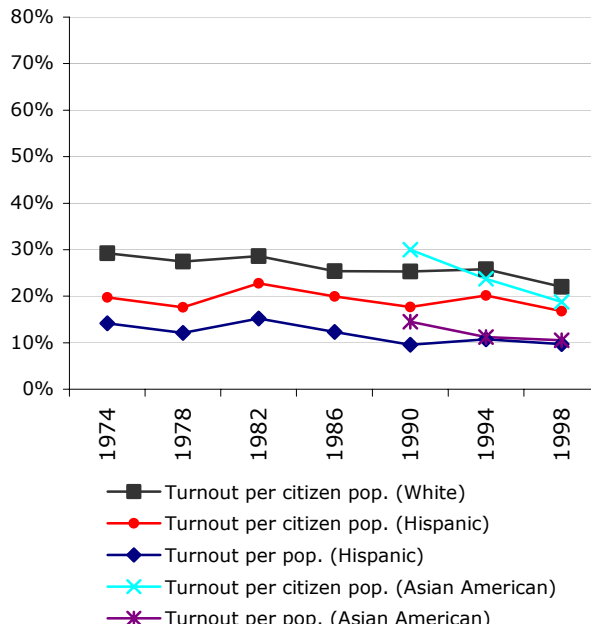 80%
70%
60%
50%
40%
30%
20%
10%
0%
1974 1978 1982 1986 1990 1994 1998
Turnout per citizen pop. (White)
Turnout per citizen pop. (Hispanic)
Turnout per pop. (Hispanic)
Turnout per citizen pop. (Asian American)
Turnout per pop. (Asian American)